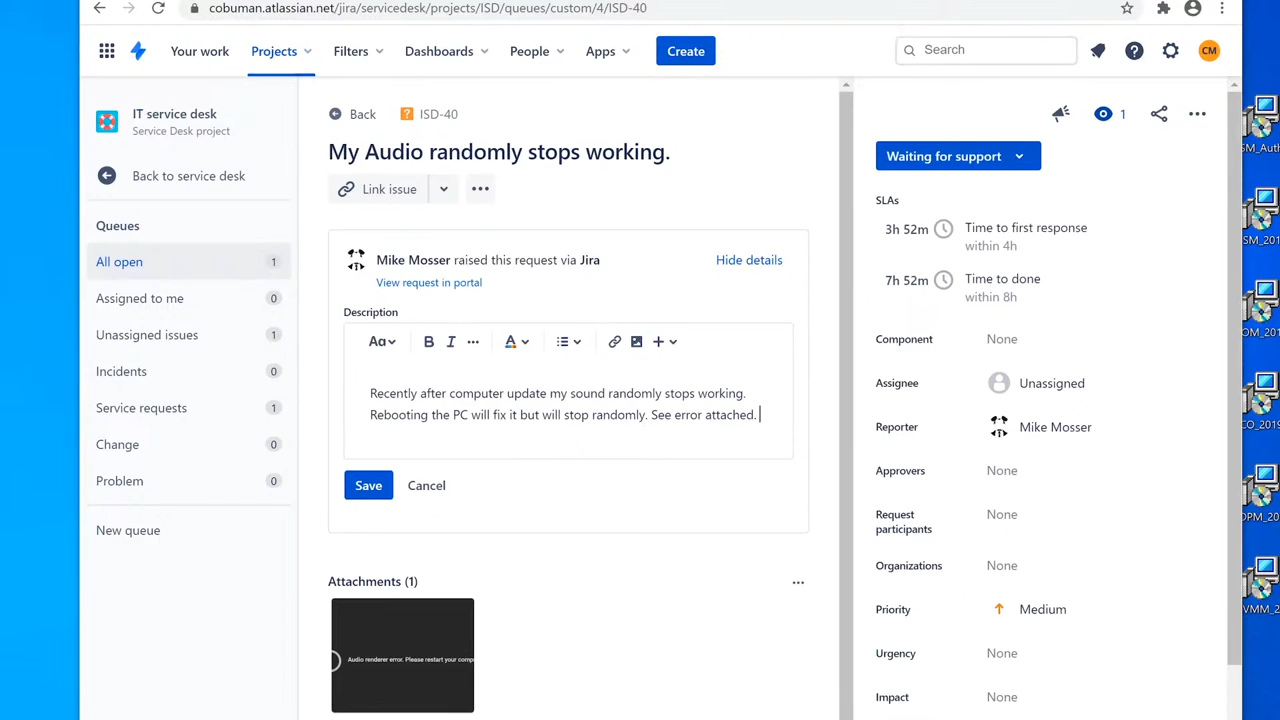 cobuman.atlassian.net/jira/servicedesk/projects/ISD/queues/custom/4/ISD-40
Your work
Projects
Filters
Dashboards
People
Apps
Create
Search
CM
IT service desk
Service Desk project
Back to service desk
Queues
All open 1
Assigned to me 0
Unassigned issues 1
Incidents 0
Service requests 1
Change 0
Problem 0
New queue
Back
ISD-40
My Audio randomly stops working.
Link issue
Mike Mosser raised this request via Jira
Hide details
View request in portal
Description
Aa
B
I
A
Recently after computer update my sound randomly stops working.
Rebooting the PC will fix it but will stop randomly. See error attached.
Save
Cancel
Attachments (1)
Audio renderer error. Please restart your
1
Waiting for support
SLAs
3h 52m
Time to first response
within 4h
7h 52m
Time to done
within 8h
Component
None
Assignee
Unassigned
Reporter
Mike Mosser
Approvers
None
Request
participants
None
Organizations
None
Priority
Medium
Urgency
None
Impact
None